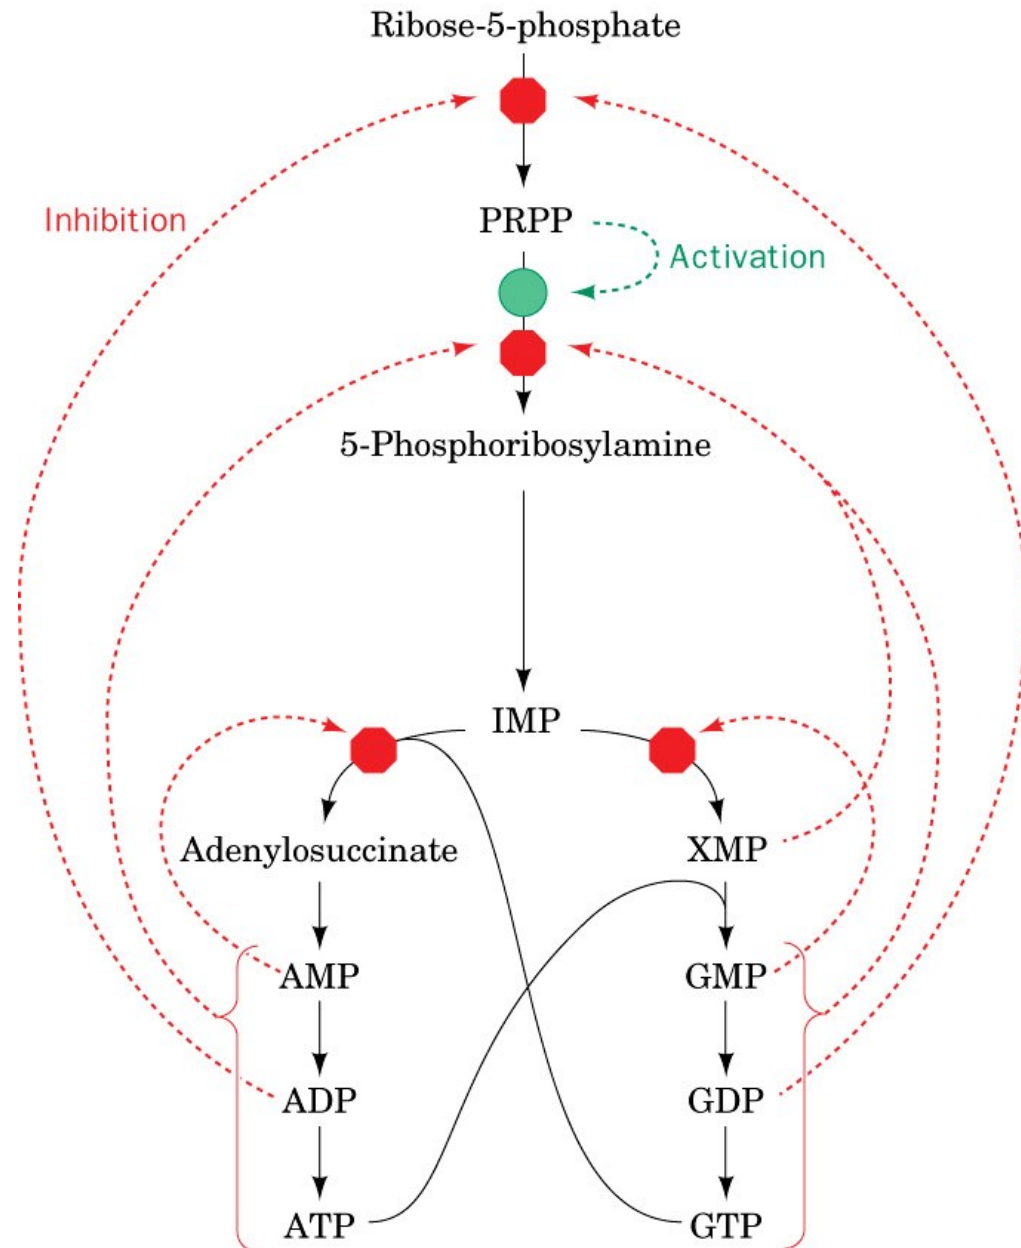 Ribose-5-phosphate
Inhibition
PRPP
Activation
5-Phosphoribosylamine
IMP
Adenylosuccinate
XMP
AMP
GMP
ADP
GDP
ATP
GTP